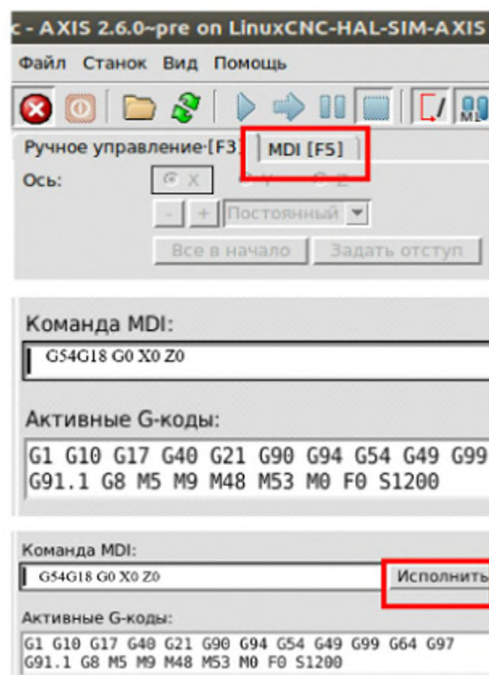 c - AXIS 2.6.0~pre on LinuxCNC-HAL-SIM-AXIS
Файл Станок Вид Помощь
Ручное управление [F3] MDI [F5]
Ось: X Y Z
- + Постоянный
Все в начало Задать отступ
Команда MDI:
G54G18 G0 X0 Z0
Активные G-коды:
G1 G10 G17 G40 G21 G90 G94 G54 G49 G99
G91.1 G8 M5 M9 M48 M53 M0 F0 S1200
Команда MDI:
G54G18 G0 X0 Z0 Исполнить
Активные G-коды:
G1 G10 G17 G40 G21 G90 G94 G54 G49 G99 G64 G97
G91.1 G8 M5 M9 M48 M53 M0 F0 S1200